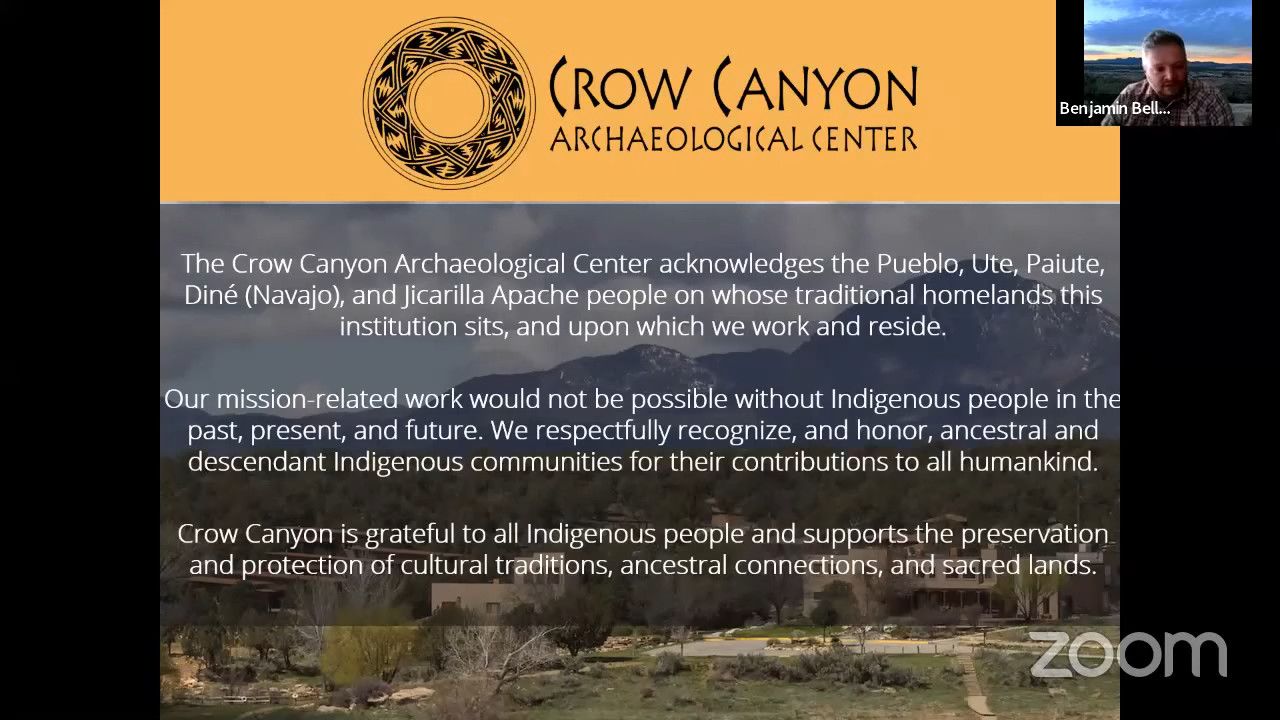 CROW CANYON
ARCHAEOLOGICAL CENTER
Benjamin Bell...
The Crow Canyon Archaeological Center acknowledges the Pueblo, Ute, Paiute,
Diné (Navajo), and Jicarilla Apache people on whose traditional homelands this
institution sits, and upon which we work and reside.
Our mission-related work would not be possible without Indigenous people in the
past, present, and future. We respectfully recognize, and honor, ancestral and
descendant Indigenous communities for their contributions to all humankind.
Crow Canyon is grateful to all Indigenous people and supports the preservation
and protection of cultural traditions, ancestral connections, and sacred lands.
zoom